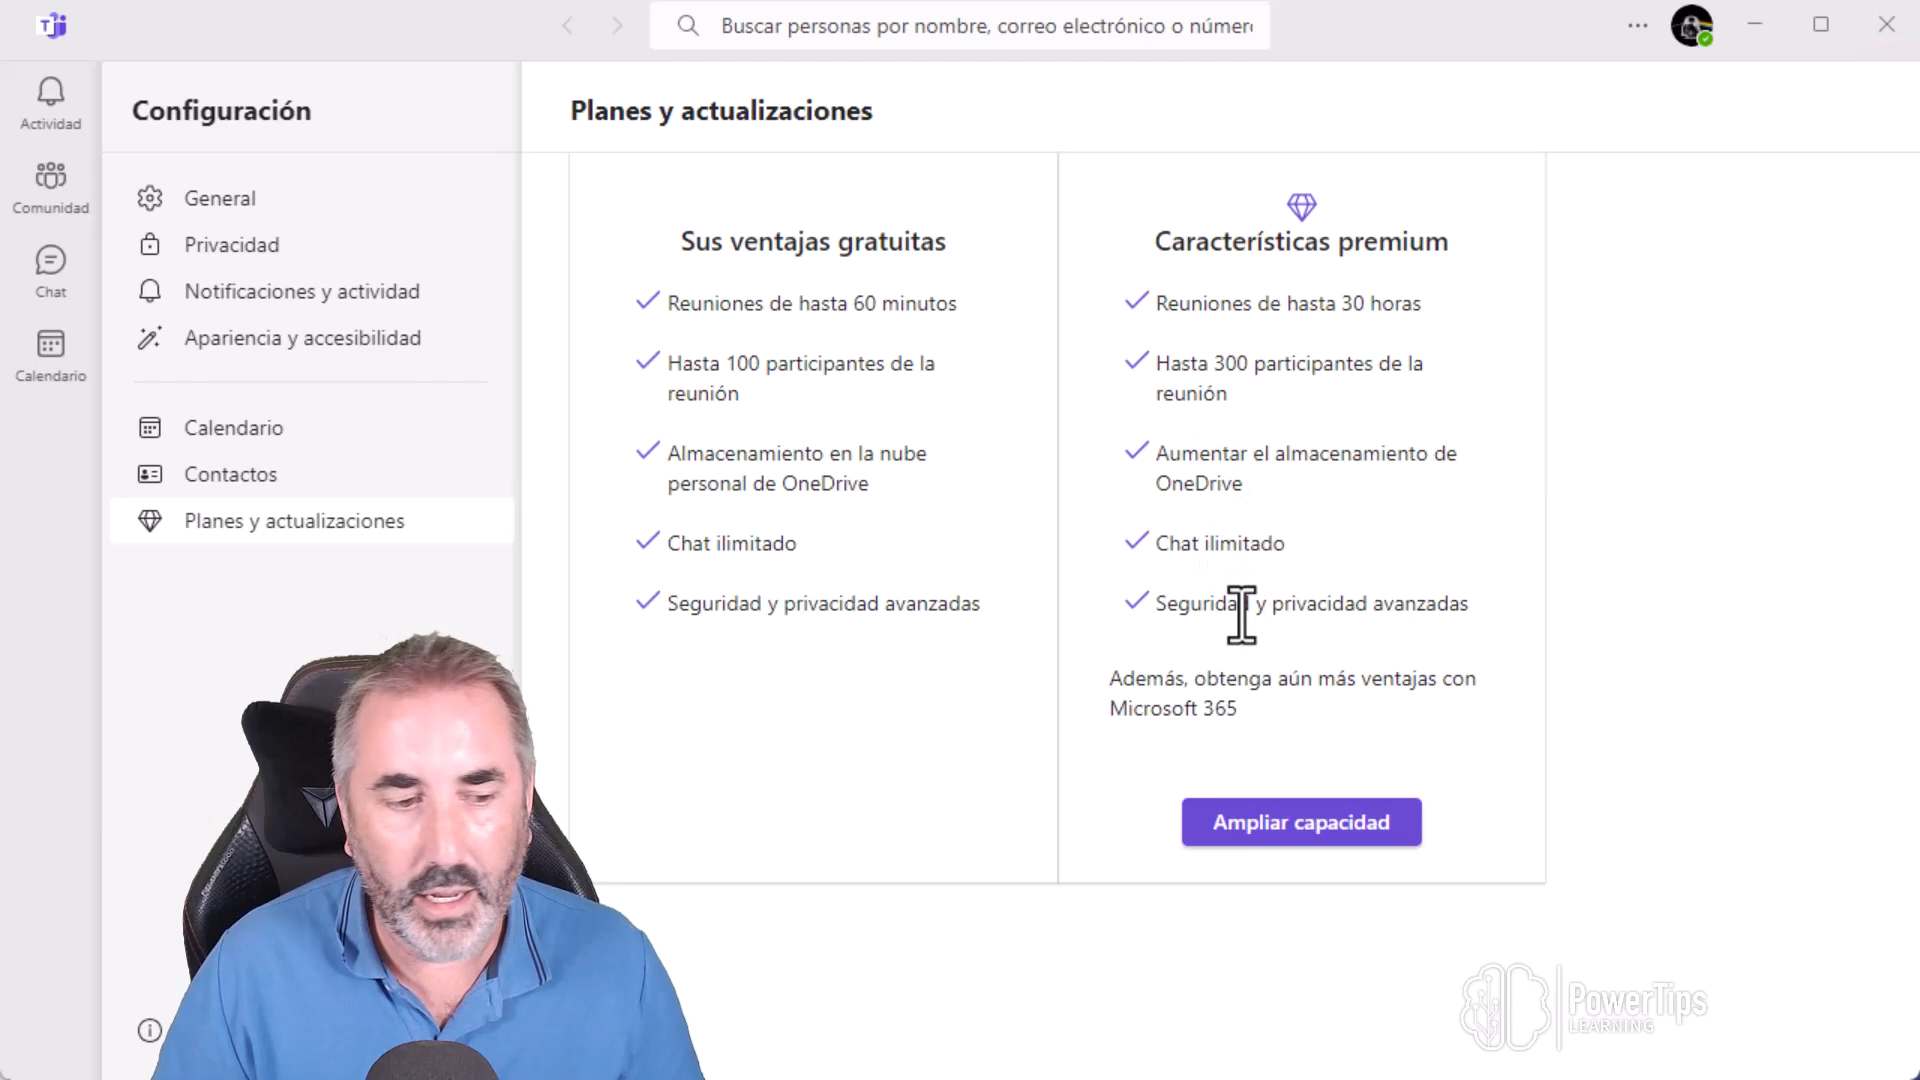 Buscar personas por nombre, correo electrónico o númer
Actividad
Comunidad
Chat
Calendario
Configuración
General
Privacidad
Notificaciones y actividad
Apariencia y accesibilidad
Calendario
Contactos
Planes y actualizaciones
Planes y actualizaciones
Sus ventajas gratuitas
Reuniones de hasta 60 minutos
Hasta 100 participantes de la
reunión
Almacenamiento en la nube
personal de OneDrive
Chat ilimitado
Seguridad y privacidad avanzadas
Características premium
Reuniones de hasta 30 horas
Hasta 300 participantes de la
reunión
Aumentar el almacenamiento de
OneDrive
Chat ilimitado
Seguridad y privacidad avanzadas
Además, obtenga aún más ventajas con
Microsoft 365
Ampliar capacidad
PowerTips
LEARNING